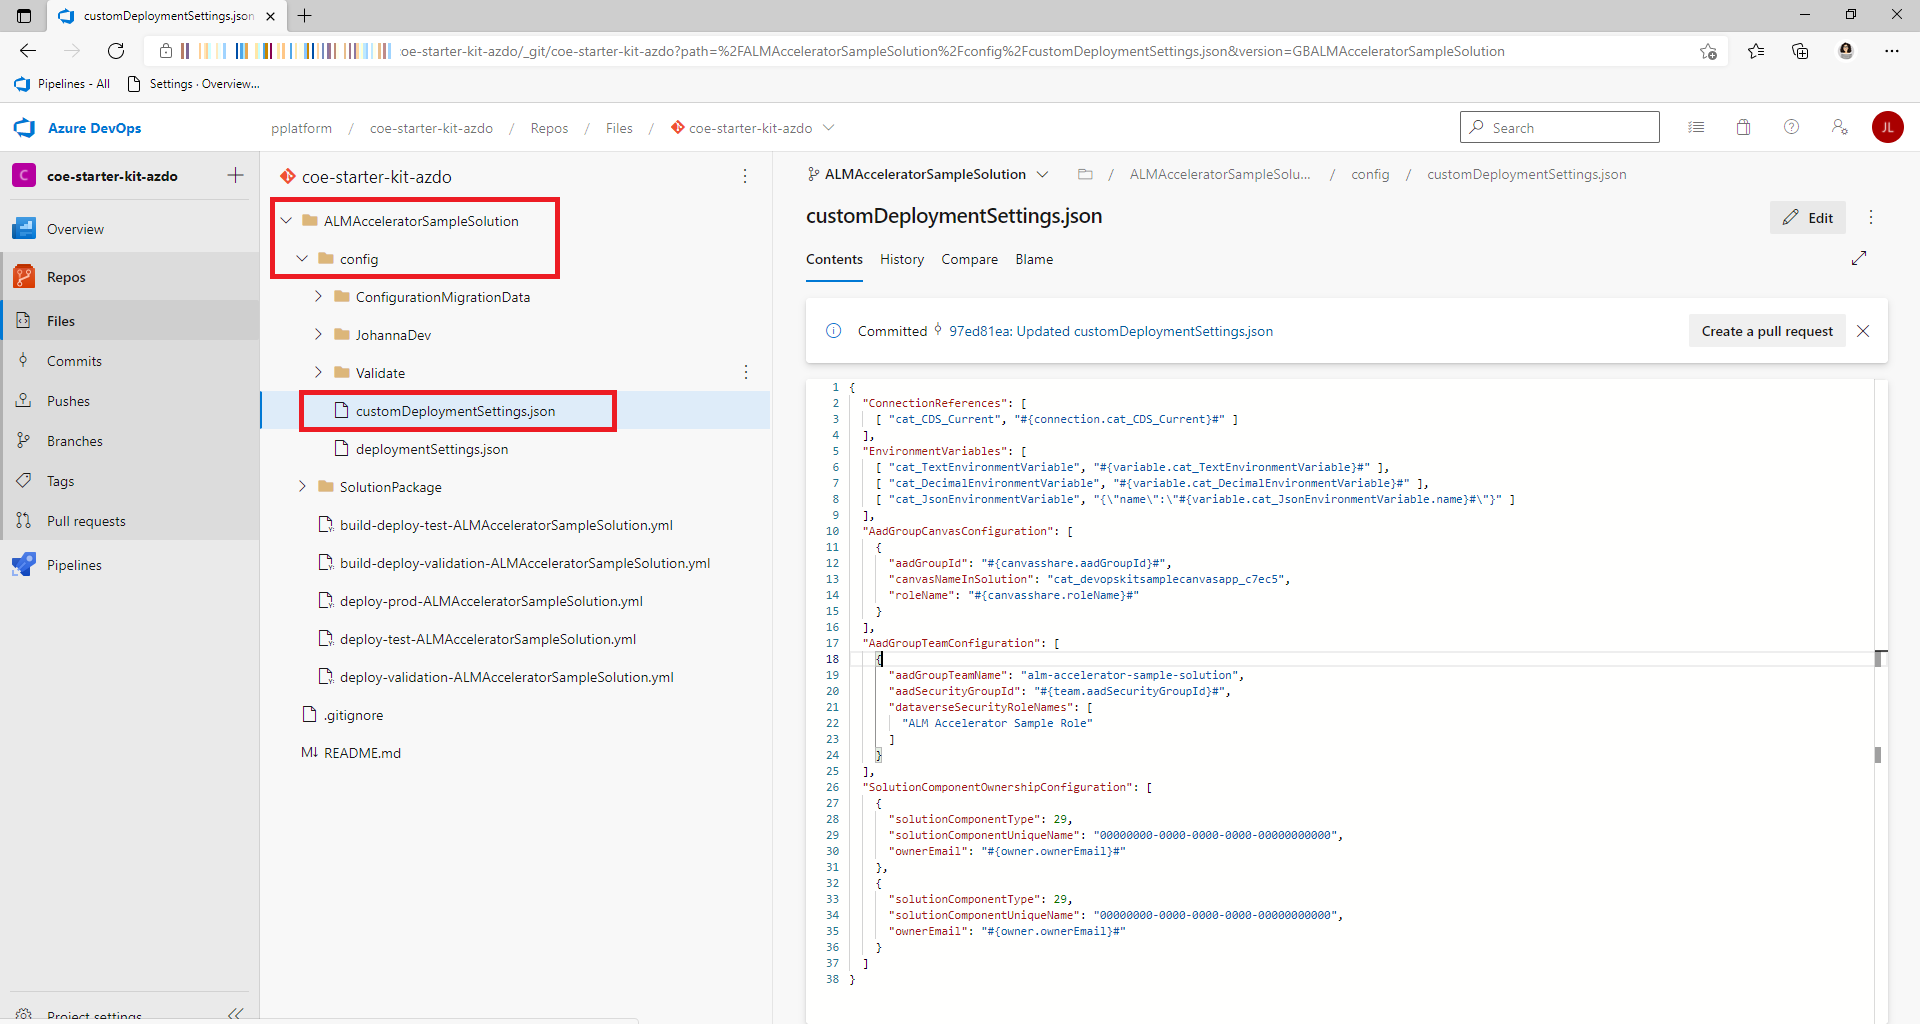 customDeploymentSettings.json
coe-starter-kit-azdo/_git/coe-starter-kit-azdo?path=%2FALMAcceleratorSampleSolution%2Fconfig%2FcustomDeploymentSettings.json&version=GBALMAcceleratorSampleSolution
Pipelines - All
Settings · Overview...
Azure DevOps
pplatform / coe-starter-kit-azdo / Repos / Files / coe-starter-kit-azdo
Search
JL
C
coe-starter-kit-azdo
Overview
Repos
Files
Commits
Pushes
Branches
Tags
Pull requests
Pipelines
Project settings
coe-starter-kit-azdo
ALMAcceleratorSampleSolution
config
ConfigurationMigrationData
JohannaDev
Validate
customDeploymentSettings.json
deploymentSettings.json
SolutionPackage
build-deploy-test-ALMAcceleratorSampleSolution.yml
build-deploy-validation-ALMAcceleratorSampleSolution.yml
deploy-prod-ALMAcceleratorSampleSolution.yml
deploy-test-ALMAcceleratorSampleSolution.yml
deploy-validation-ALMAcceleratorSampleSolution.yml
.gitignore
M↓ README.md
ALMAcceleratorSampleSolution / ALMAcceleratorSampleSolu... / config / customDeploymentSettings.json
customDeploymentSettings.json
Edit
Contents History Compare Blame
Committed 97ed81ea: Updated customDeploymentSettings.json
Create a pull request
1 {
2 "ConnectionReferences": [
3 [ "cat_CDS_Current", "#{connection.cat_CDS_Current}#" ]
4 ],
5 "EnvironmentVariables": [
6 [ "cat_TextEnvironmentVariable", "#{variable.cat_TextEnvironmentVariable}#" ],
7 [ "cat_DecimalEnvironmentVariable", "#{variable.cat_DecimalEnvironmentVariable}#" ],
8 [ "cat_JsonEnvironmentVariable", "{\"name\":\"#{variable.cat_JsonEnvironmentVariable.name}#\"}" ]
9 ],
10 "AadGroupCanvasConfiguration": [
11 {
12 "aadGroupId": "#{canvasshare.aadGroupId}#",
13 "canvasNameInSolution": "cat_devopskitsamplecanvasapp_c7ec5",
14 "roleName": "#{canvasshare.roleName}#"
15 }
16 ],
17 "AadGroupTeamConfiguration": [
18 {
19 "aadGroupTeamName": "alm-accelerator-sample-solution",
20 "aadSecurityGroupId": "#{team.aadSecurityGroupId}#",
21 "dataverseSecurityRoleNames": [
22 "ALM Accelerator Sample Role"
23 ]
24 }
25 ],
26 "SolutionComponentOwnershipConfiguration": [
27 {
28 "solutionComponentType": 29,
29 "solutionComponentUniqueName": "00000000-0000-0000-0000-00000000000",
30 "ownerEmail": "#{owner.ownerEmail}#"
31 },
32 {
33 "solutionComponentType": 29,
34 "solutionComponentUniqueName": "00000000-0000-0000-0000-00000000000",
35 "ownerEmail": "#{owner.ownerEmail}#"
36 }
37 ]
38 }